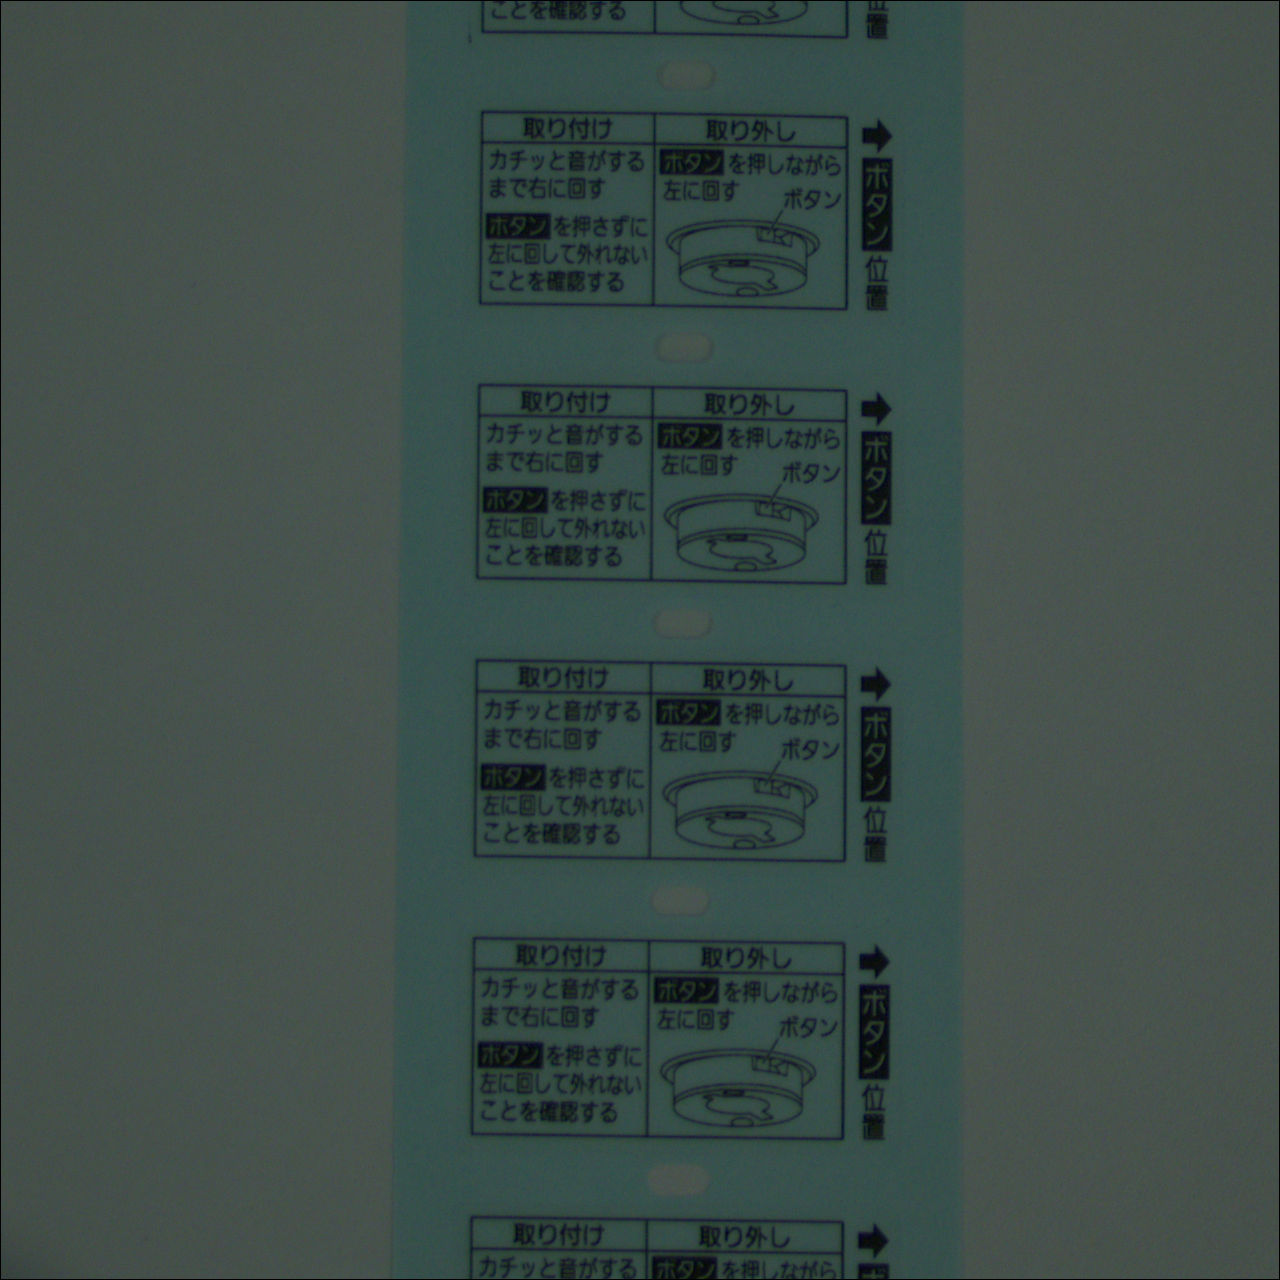 ことを確認する
位置
取り付け
取り外し
カチッと音がする
まで右に回す
ボタンを押さずに
左に回して外れない
ことを確認する
ボタンを押しながら
左に回す
ボタン
➡ボタン位置
取り付け
取り外し
カチッと音がする
まで右に回す
ボタンを押さずに
左に回して外れない
ことを確認する
ボタンを押しながら
左に回す
ボタン
➡ボタン位置
取り付け
取り外し
カチッと音がする
まで右に回す
ボタンを押さずに
左に回して外れない
ことを確認する
ボタンを押しながら
左に回す
ボタン
➡ボタン位置
取り付け
取り外し
カチッと音がする
まで右に回す
ボタンを押さずに
左に回して外れない
ことを確認する
ボタンを押しながら
左に回す
ボタン
➡ボタン位置
取り付け
取り外し
カチッと音がする
ボタンを押しながら
➡